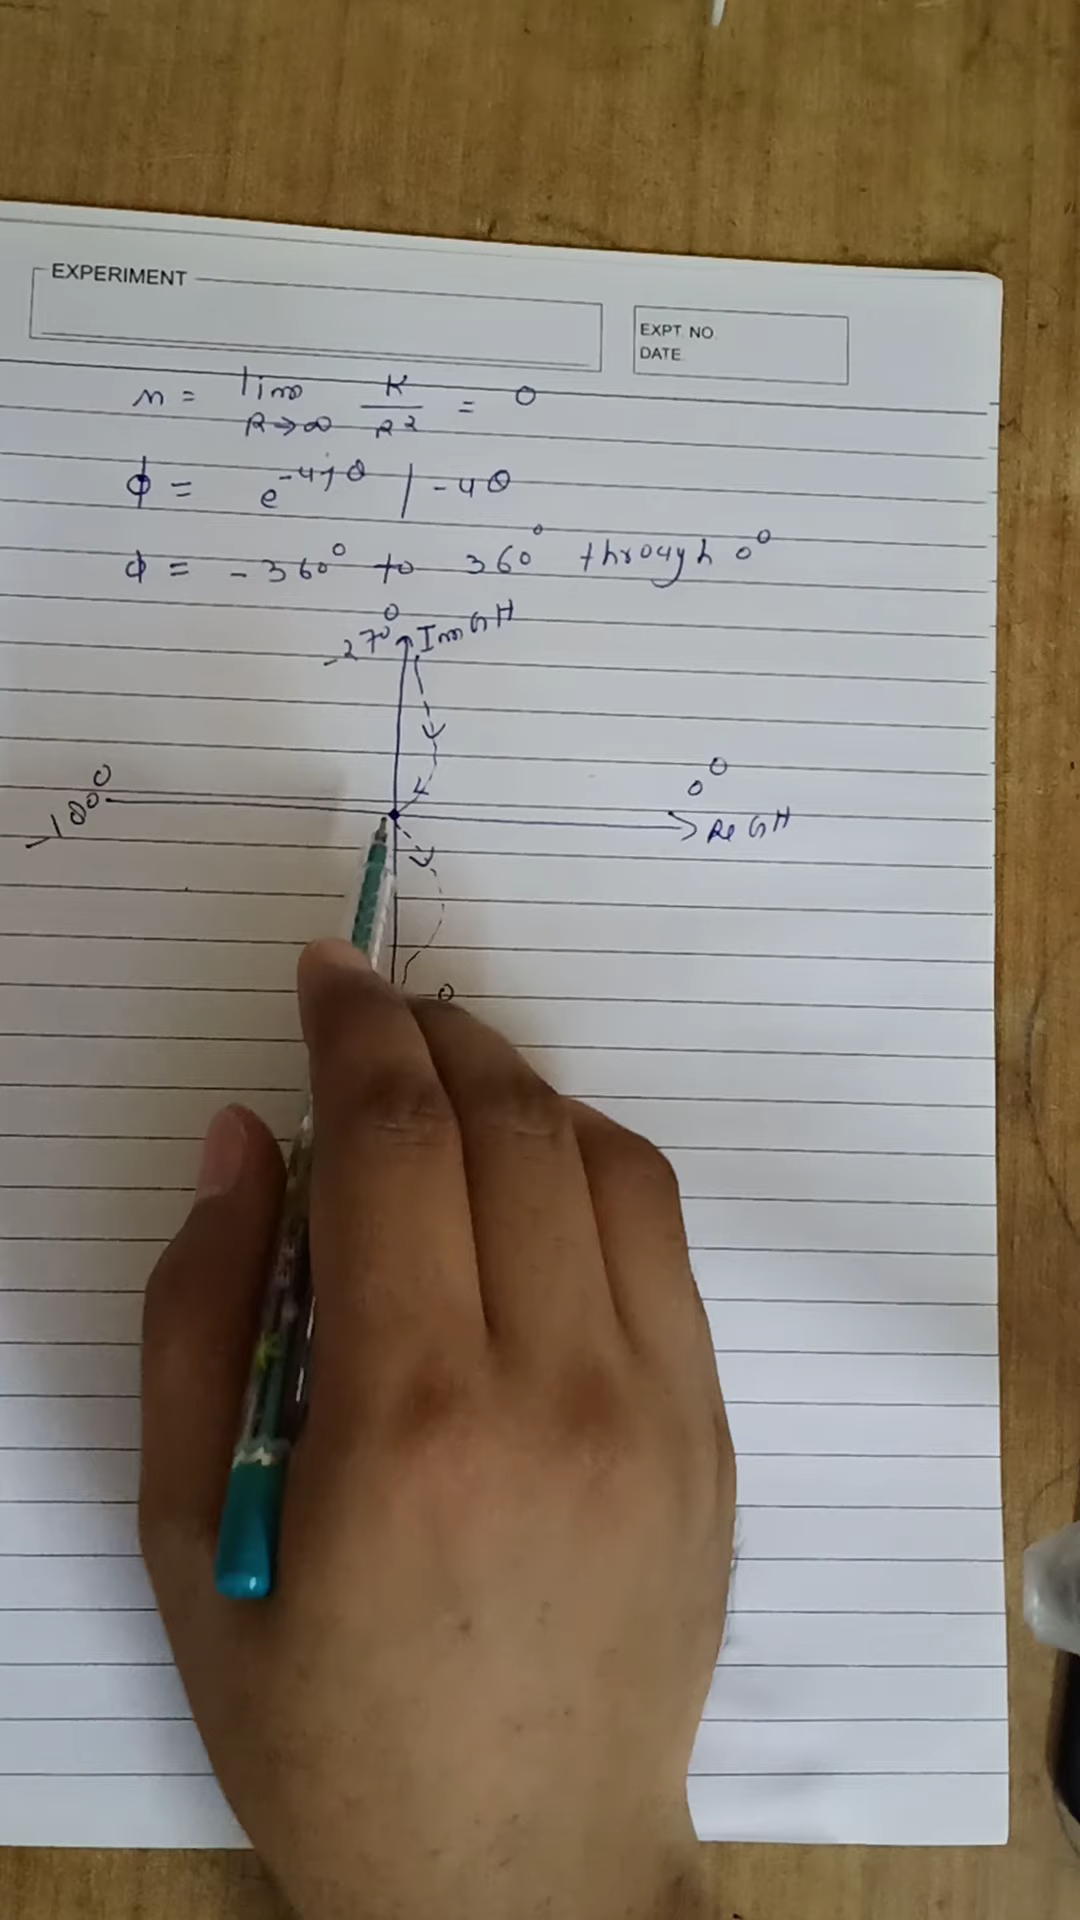 EXPERIMENT
EXPT. NO.
DATE
m = lim R→∞ K/R² = 0
ϕ = e^-4jθ | -4θ
ϕ = -360° to 360° through 0°
-270° Im GH
-180° 0°
Re GH